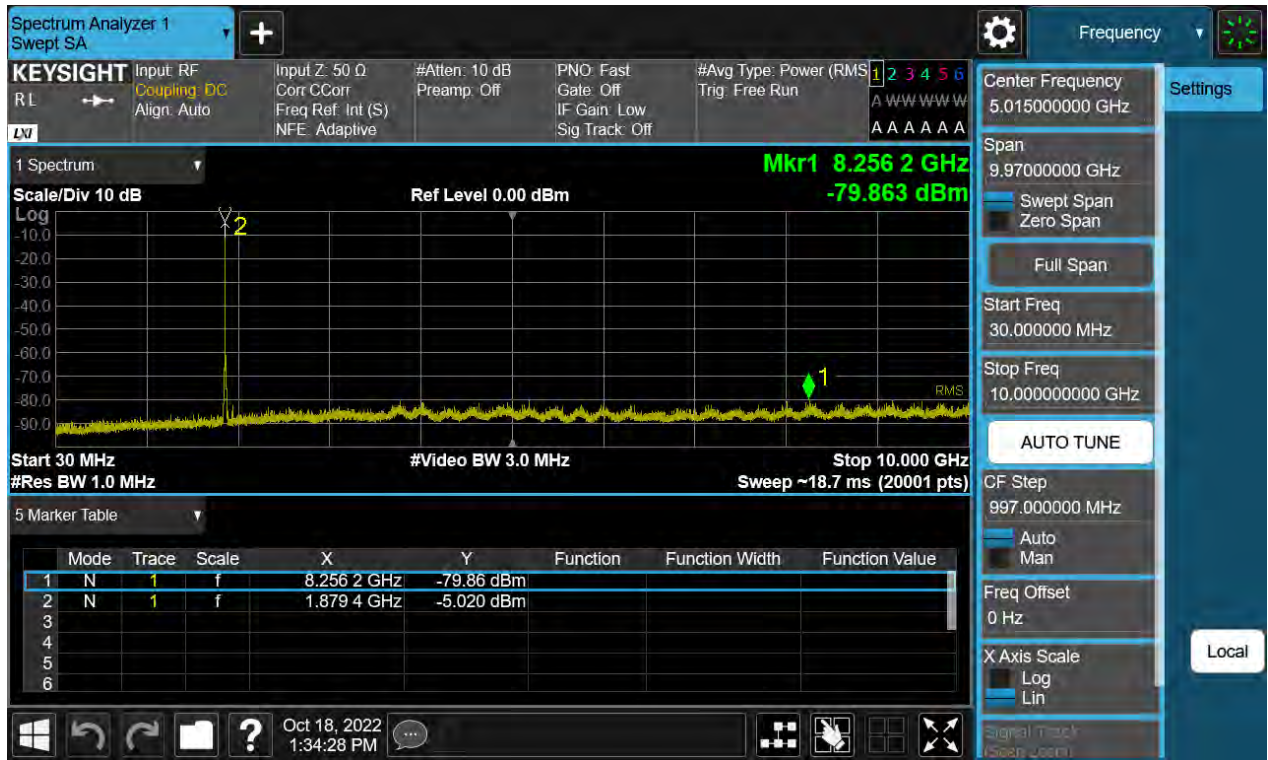 Spectrum Analyzer 1
Swept SA
+
Frequency
KEYSIGHT
RL
LXI
Input: RF
Coupling: DC
Align: Auto
Input Z: 50 Ω
Corr CCorr
Freq Ref: Int (S)
NFE: Adaptive
#Atten: 10 dB
Preamp: Off
PNO: Fast
Gate: Off
IF Gain: Low
Sig Track: Off
#Avg Type: Power (RMS
Trig: Free Run
1 2 3 4 5 6
A W W W W W
A A A A A A
1 Spectrum
Mkr1 8.256 2 GHz
-79.863 dBm
Scale/Div 10 dB
Ref Level 0.00 dBm
Log
-10.0
-20.0
-30.0
-40.0
-50.0
-60.0
-70.0
-80.0
-90.0
2
1
RMS
Start 30 MHz
#Video BW 3.0 MHz
Stop 10.000 GHz
#Res BW 1.0 MHz
Sweep ~18.7 ms (20001 pts)
5 Marker Table
Mode Trace Scale X Y Function Function Width Function Value
1 N 1 f 8.256 2 GHz -79.86 dBm
2 N 1 f 1.879 4 GHz -5.020 dBm
3
4
5
6
Oct 18, 2022
1:34:28 PM
?
Center Frequency
5.015000000 GHz
Settings
Span
9.97000000 GHz
Swept Span
Zero Span
Full Span
Start Freq
30.000000 MHz
Stop Freq
10.000000000 GHz
AUTO TUNE
CF Step
997.000000 MHz
Auto
Man
Freq Offset
0 Hz
X Axis Scale
Log
Lin
Local
Signal Track
(Span Zoom)